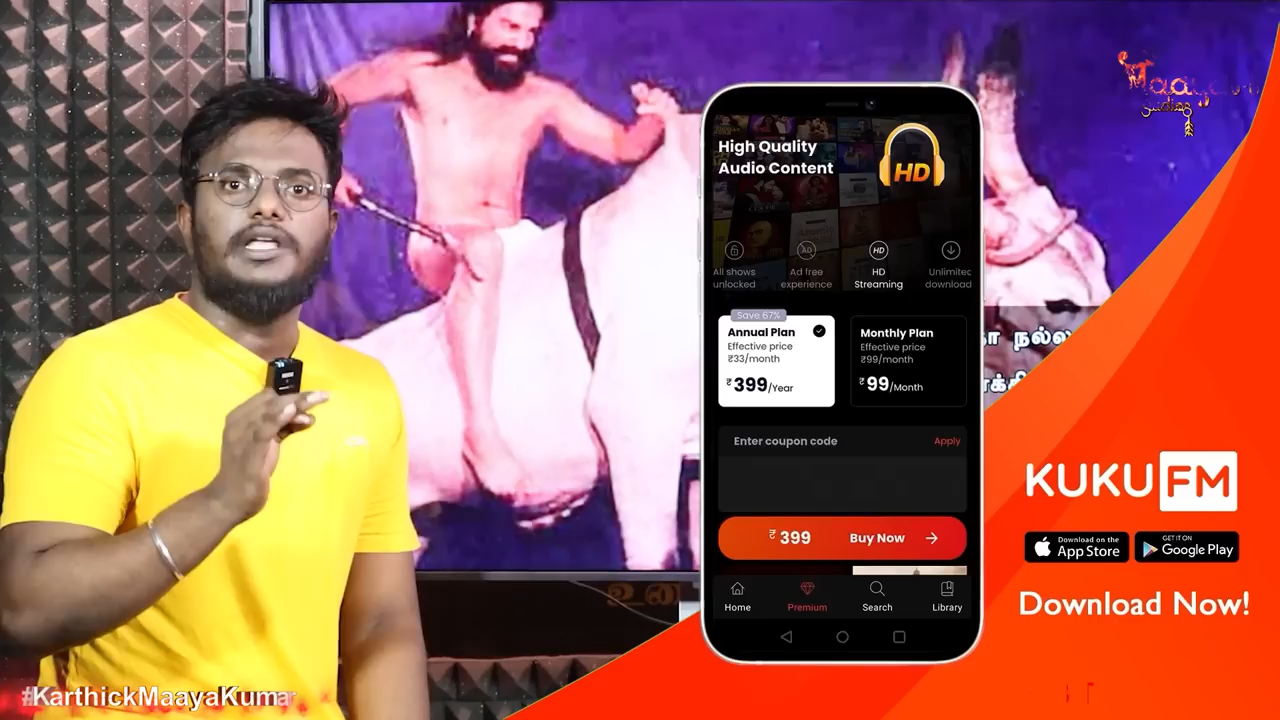 High Quality
Audio Content
HD
All shows
unlocked
AD
Ad free
experience
HD
HD
Streaming
Unlimited
download
Save 67%
Annual Plan
Effective price
₹33/month
₹399/Year
Monthly Plan
Effective price
₹99/month
₹99/Month
Enter coupon code
Apply
₹ 399
Buy Now
Home
Premium
Search
Library
நல்ல
KUKU FM
Download on the
App Store
GET IT ON
Google Play
Download Now!
#KarthickMaayaKumar